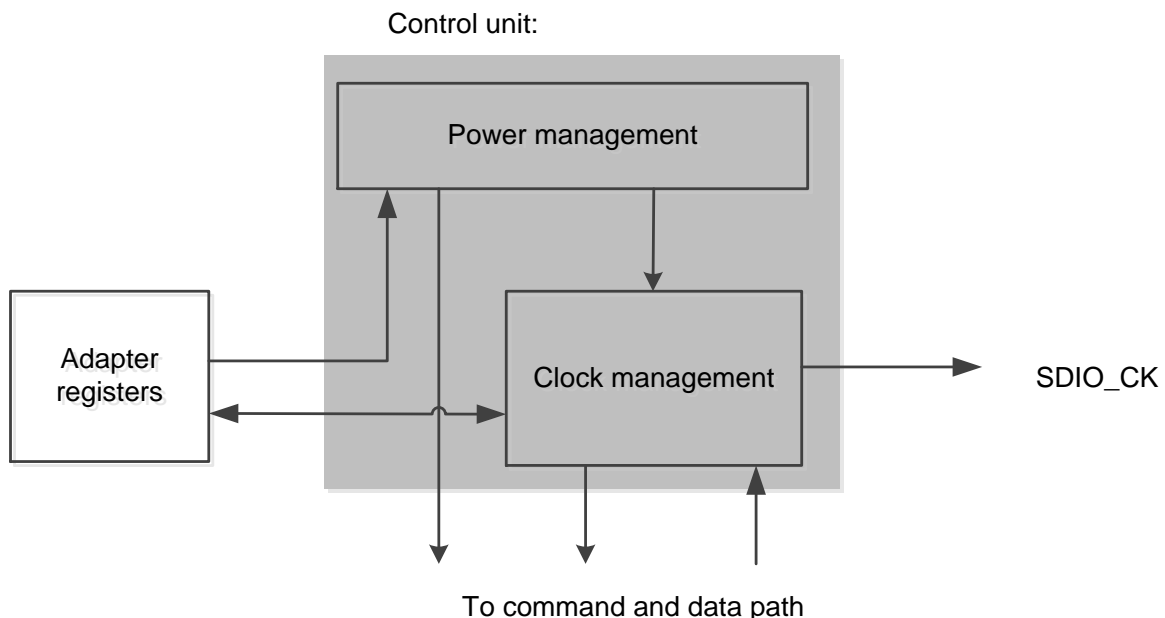 Control unit:
Power management
Adapter
registers
Clock management
SDIO_CK
To command and data path